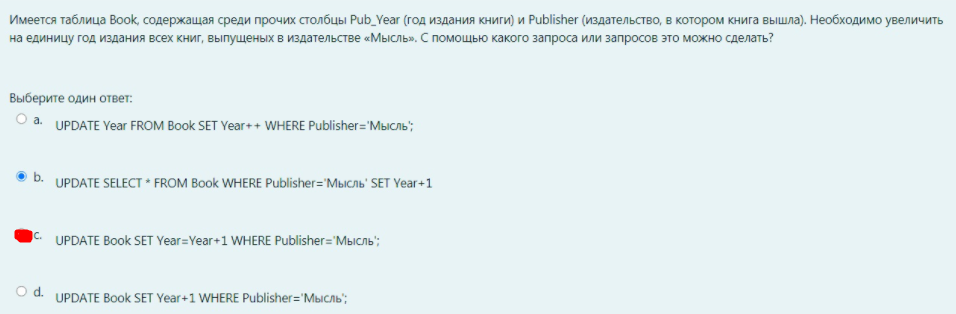 Имеется таблица Book, содержащая среди прочих столбцы Pub_Year (год издания книги) и Publisher (издательство, в котором книга вышла). Необходимо увеличить
на единицу год издания всех книг, выпущеных в издательстве «Мысль». С помощью какого запроса или запросов это можно сделать?
Выберите один ответ:
a. UPDATE Year FROM Book SET Year++ WHERE Publisher='Мысль';
b. UPDATE SELECT * FROM Book WHERE Publisher='Мысль' SET Year+1
c. UPDATE Book SET Year=Year+1 WHERE Publisher='Мысль';
d. UPDATE Book SET Year+1 WHERE Publisher='Мысль';